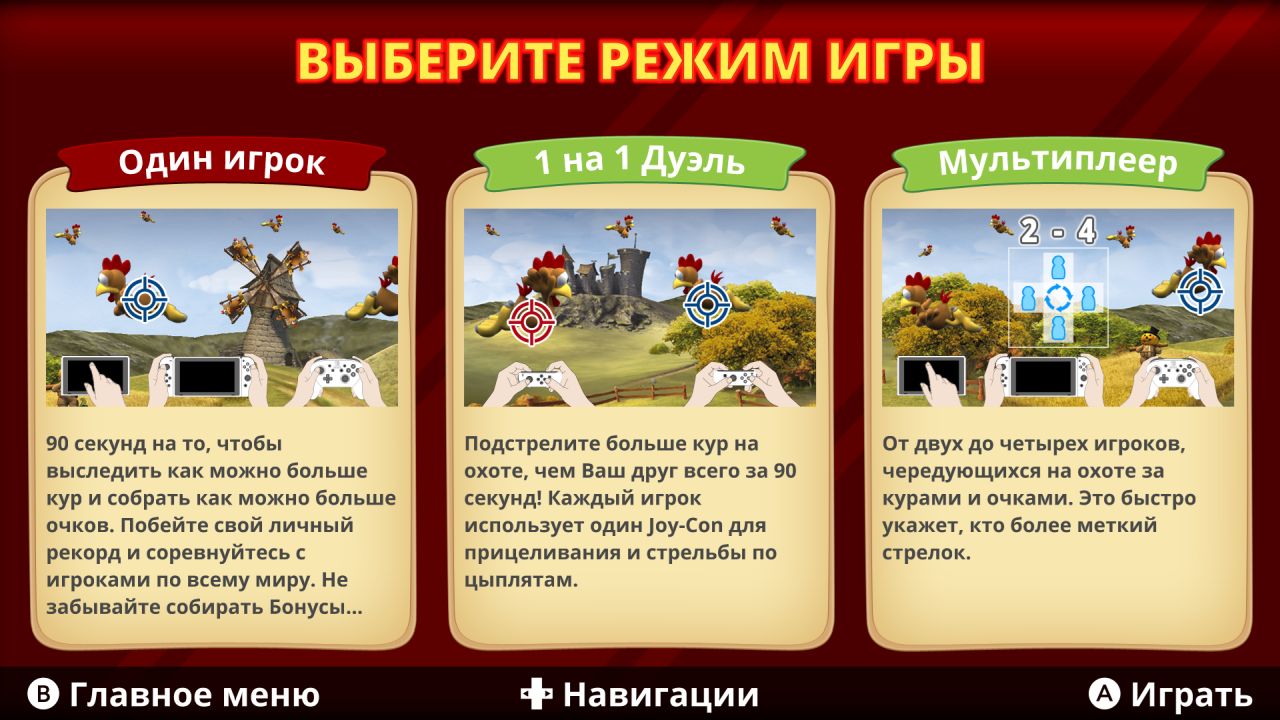 ВЫБЕРИТЕ РЕЖИМ ИГРЫ
Один игрок
90 секунд на то, чтобы
выследить как можно больше
кур и собрать как можно больше
очков. Побейте свой личный
рекорд и соревнуйтесь с
игроками по всему миру. Не
забывайте собирать Бонусы...
1 на 1 Дуэль
Подстрелите больше кур на
охоте, чем Ваш друг всего за 90
секунд! Каждый игрок
использует один Joy-Con для
прицеливания и стрельбы по
цыплятам.
Мультиплеер
2 - 4
От двух до четырех игроков,
чередующихся на охоте за
курами и очками. Это быстро
укажет, кто более меткий
стрелок.
B Главное меню
Навигации
A Играть